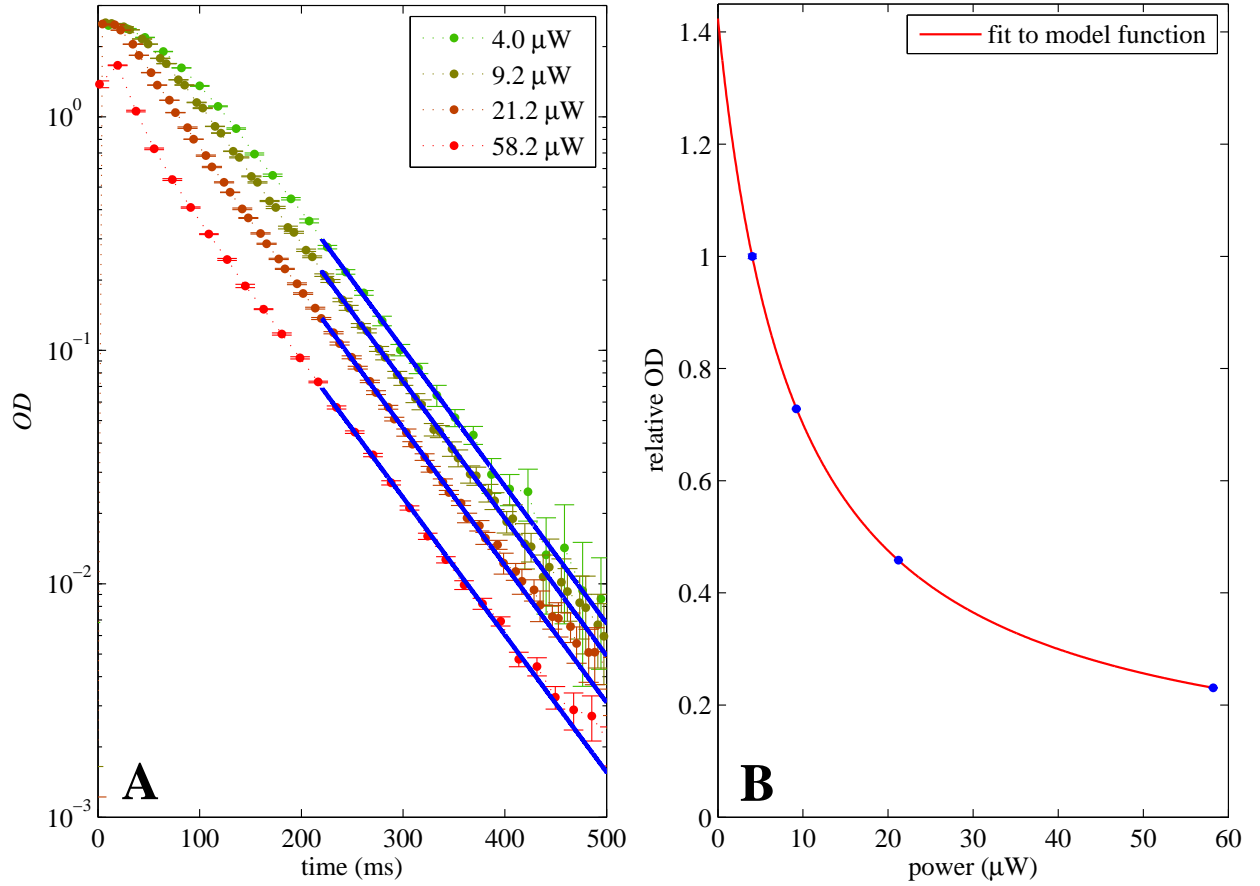 4.0 μW
9.2 μW
21.2 μW
58.2 μW
10^0
10^{-1}
10^{-2}
10^{-3}
OD
A
0 100 200 300 400 500
time (ms)
fit to model function
1.4
1.2
1
0.8
0.6
0.4
0.2
0
relative OD
B
0 10 20 30 40 50 60
power (μW)